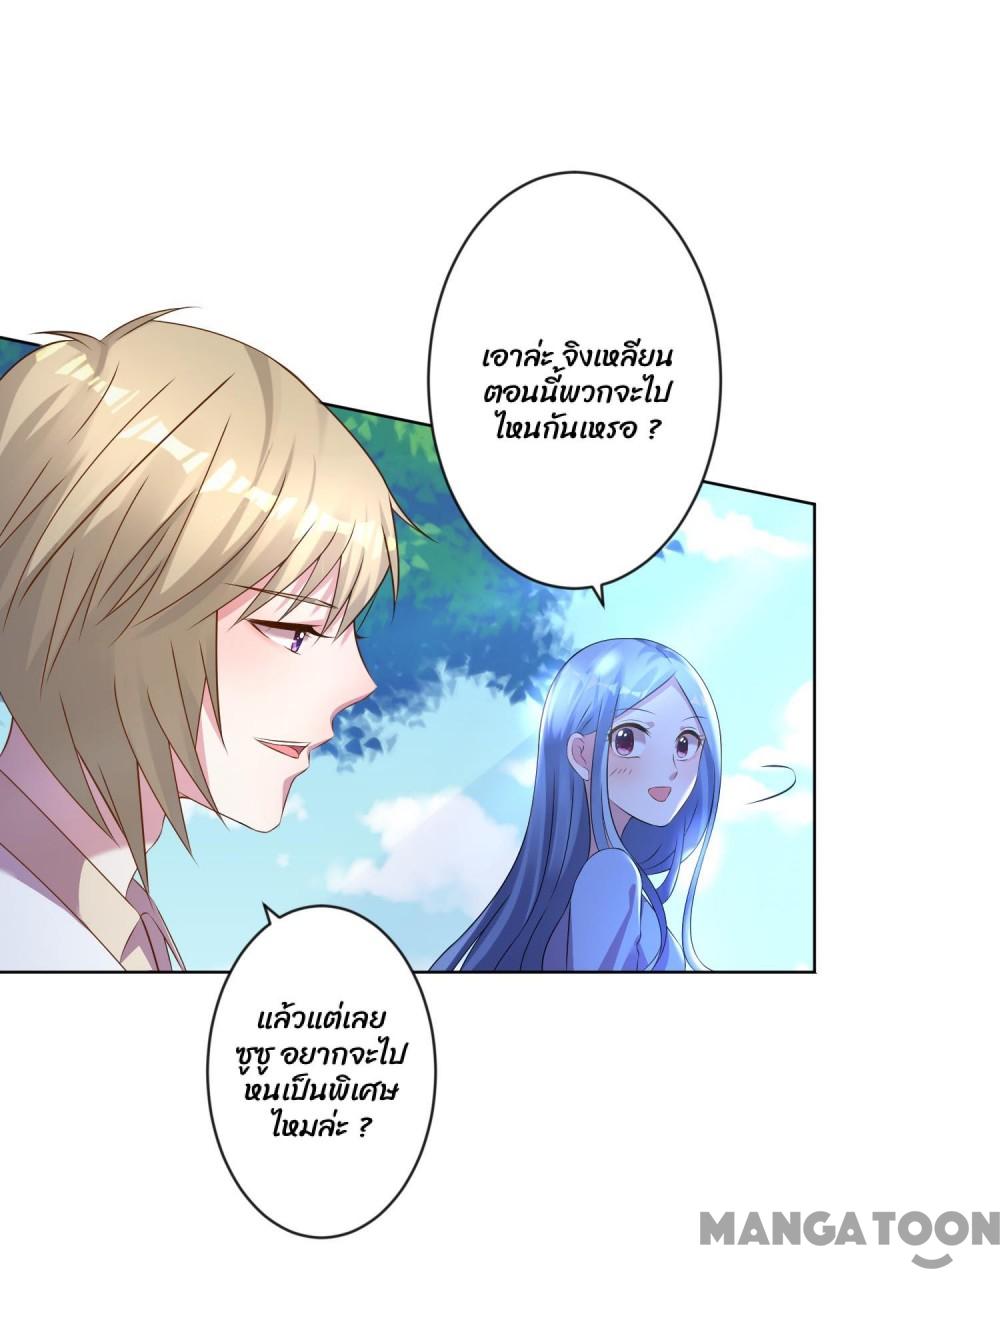 เอาล่ะ จิงเหลียน
ตอนนี้พวกจะไป
ไหนกันเหรอ ?
แล้วแต่เลย
ซูซู อยากจะไป
หนเป็นพิเศษ
ไหมล่ะ ?
MANGATOON